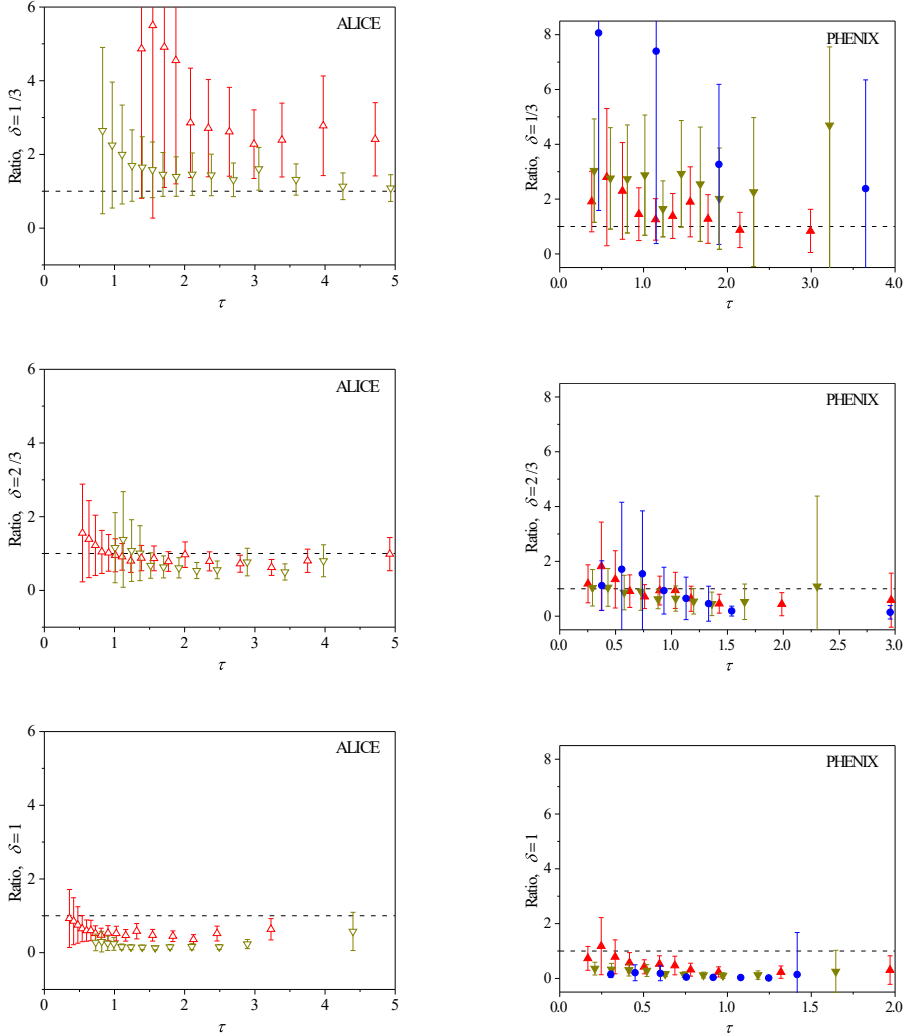 ALICE
6
4
2
0
Ratio, δ=1/3
0 1 2 3 4 5
τ
PHENIX
8
6
4
2
0
Ratio, δ=1/3
0.0 1.0 2.0 3.0 4.0
τ
ALICE
6
4
2
0
Ratio, δ=2/3
0 1 2 3 4 5
τ
PHENIX
8
6
4
2
0
Ratio, δ=2/3
0.0 0.5 1.0 1.5 2.0 2.5 3.0
τ
ALICE
6
4
2
0
Ratio, δ=1
0 1 2 3 4 5
τ
PHENIX
8
6
4
2
0
Ratio, δ=1
0.0 0.5 1.0 1.5 2.0
τ